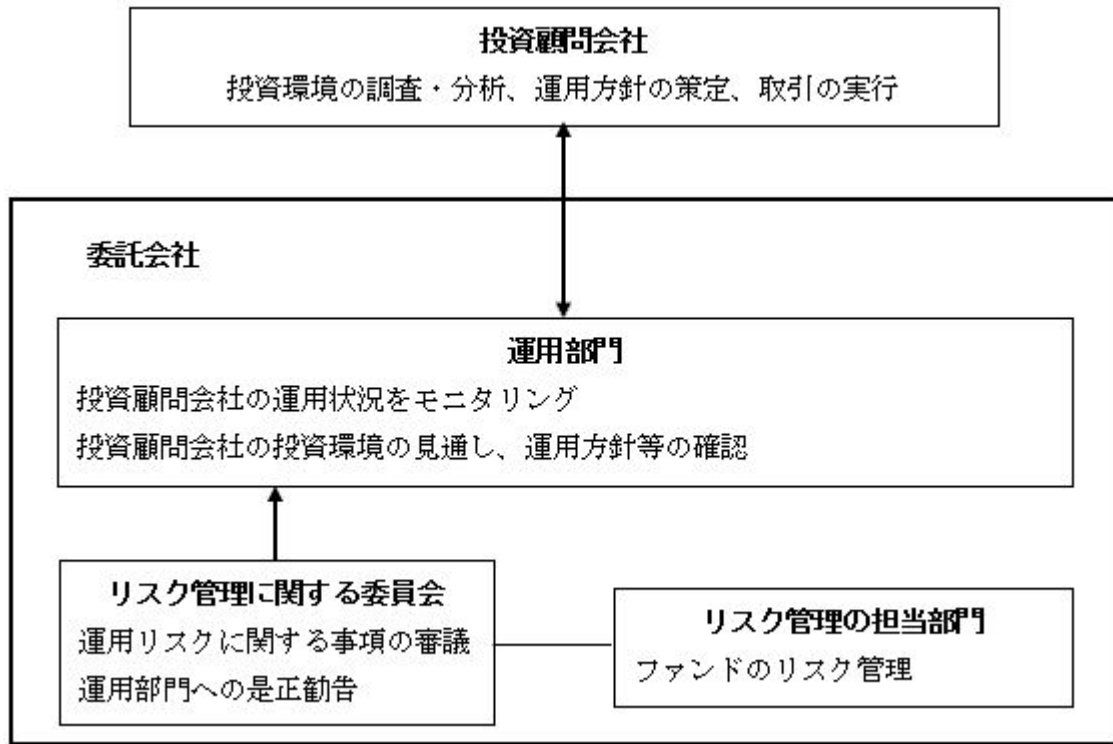 投資顧問会社
投資環境の調査・分析、運用方針の策定、取引の実行
委託会社
運用部門
投資顧問会社の運用状況をモニタリング
投資顧問会社の投資環境の見通し、運用方針等の確認
リスク管理に関する委員会
運用リスクに関する事項の審議
運用部門への是正勧告
リスク管理の担当部門
ファンドのリスク管理